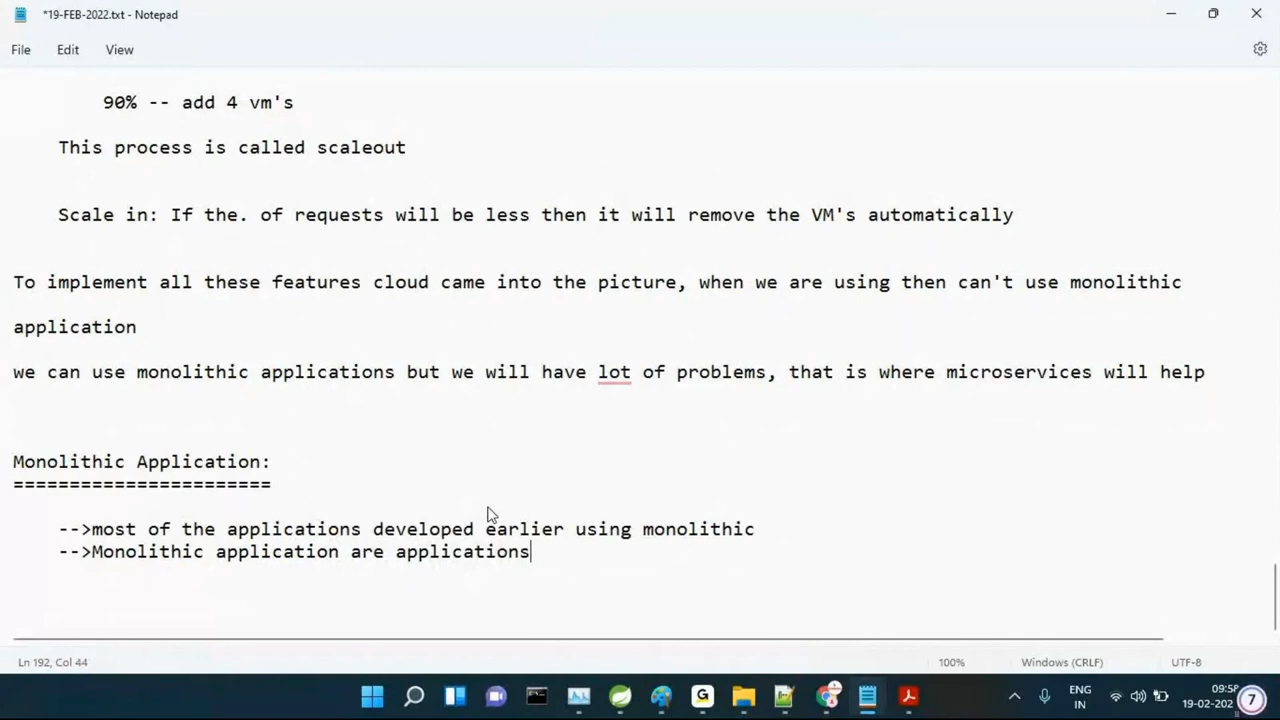 *19-FEB-2022.txt - Notepad
File Edit View
90% -- add 4 vm's
This process is called scaleout
Scale in: If the. of requests will be less then it will remove the VM's automatically
To implement all these features cloud came into the picture, when we are using then can't use monolithic
application
we can use monolithic applications but we will have lot of problems, that is where microservices will help
Monolithic Application:
=======================
-->most of the applications developed earlier using monolithic
-->Monolithic application are applications
Ln 192, Col 44 100% Windows (CRLF) UTF-8
ENG 09:58
IN 19-02-202
7